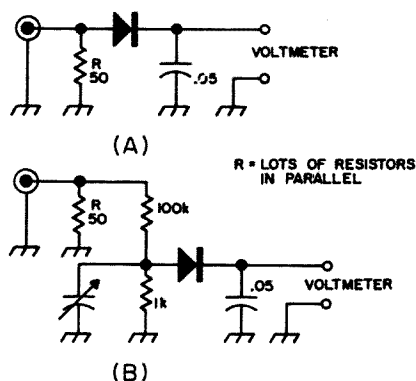 R
50
.05
VOLTMETER
(A)
R = LOTS OF RESISTORS
IN PARALLEL
R
50
100k
1k
.05
VOLTMETER
(B)